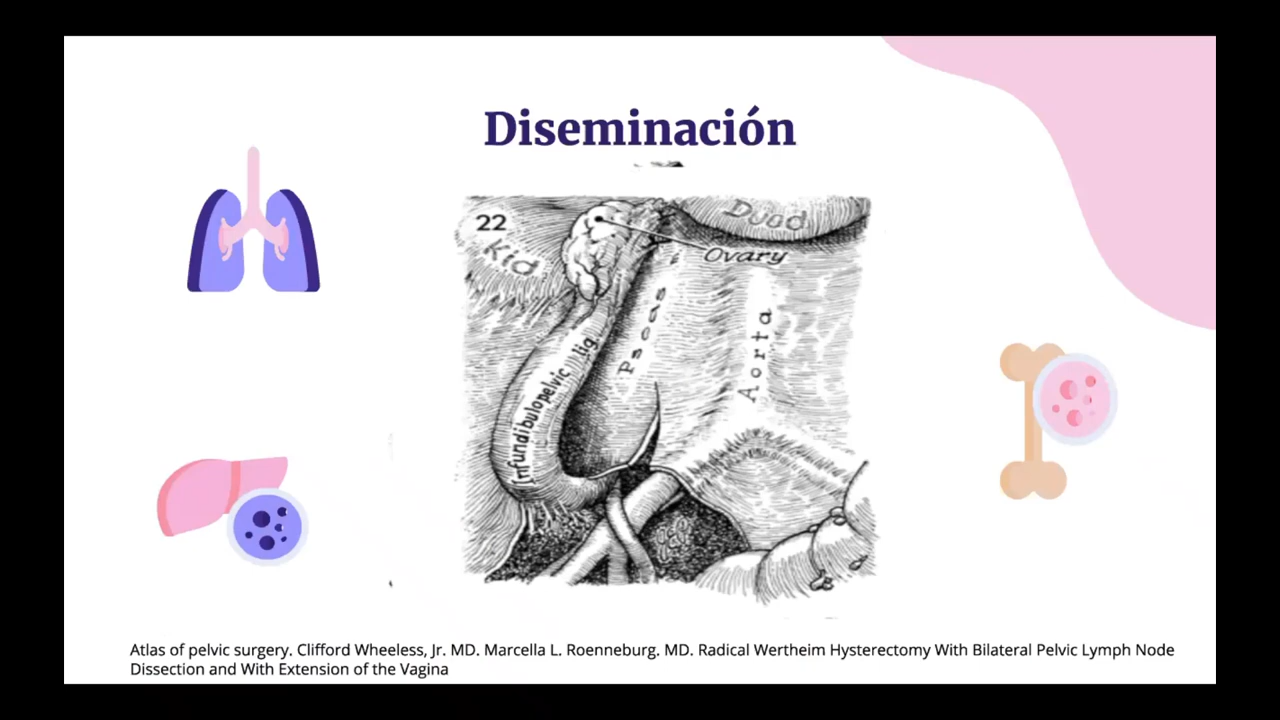 Diseminación
22
Duod
Kid
Ovary
Psoas
Aorta
Infundibulopelvic lig
Atlas of pelvic surgery. Clifford Wheeless, Jr. MD. Marcella L. Roenneburg. MD. Radical Wertheim Hysterectomy With Bilateral Pelvic Lymph Node
Dissection and With Extension of the Vagina